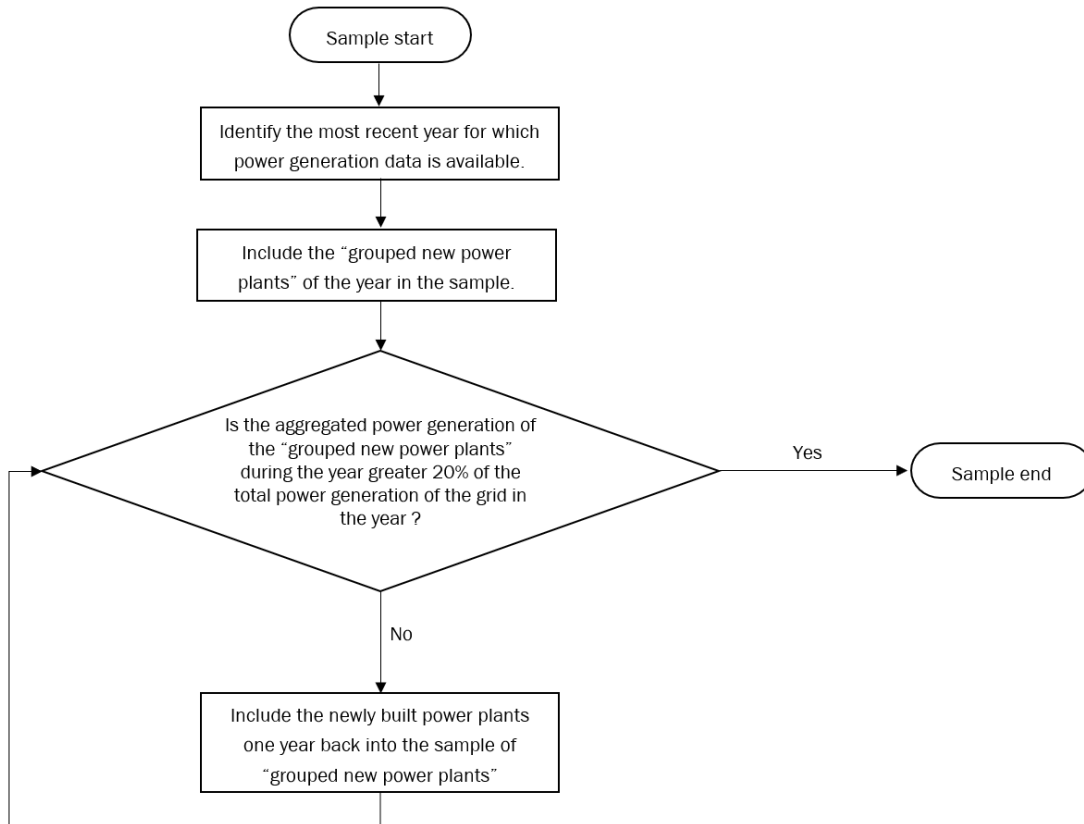 Sample start
Identify the most recent year for which
power generation data is available.
Include the “grouped new power
plants” of the year in the sample.
Is the aggregated power generation of
the “grouped new power plants”
during the year greater 20% of the
total power generation of the grid in
the year ?
Yes
Sample end
No
Include the newly built power plants
one year back into the sample of
“grouped new power plants”